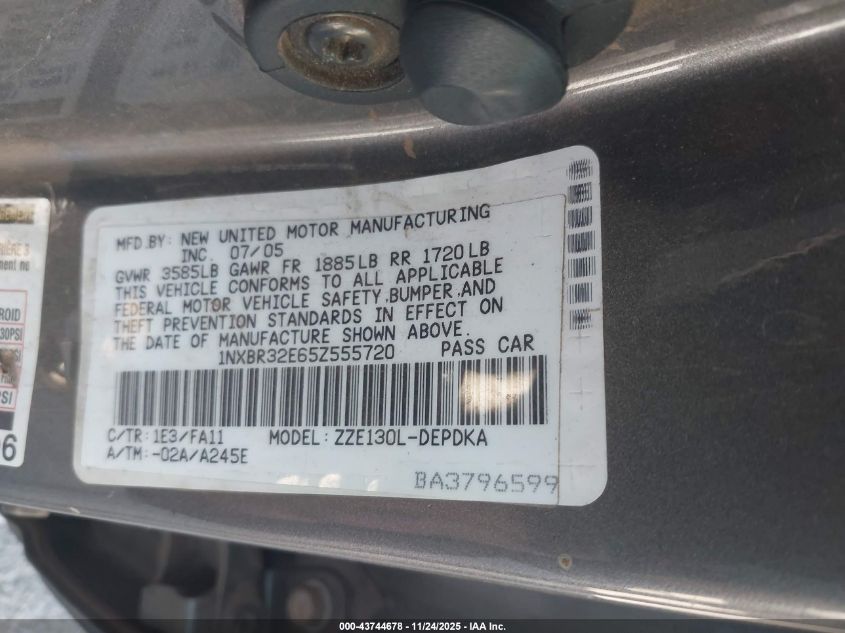 MFD.BY: NEW UNITED MOTOR MANUFACTURING
INC. 07/05
GVWR 3585LB GAWR FR 1885LB RR 1720LB
THIS VEHICLE CONFORMS TO ALL APPLICABLE
FEDERAL MOTOR VEHICLE SAFETY,BUMPER,AND
THEFT PREVENTION STANDARDS IN EFFECT ON
THE DATE OF MANUFACTURE SHOWN ABOVE.
1NXBR32E65Z555720 PASS CAR
C/TR: 1E3/FA11 MODEL: ZZE130L-DEPDKA
A/TM: -02A/A245E
BA3796599
30PSI
000-43744678 - 11/24/2025 - IAA Inc.